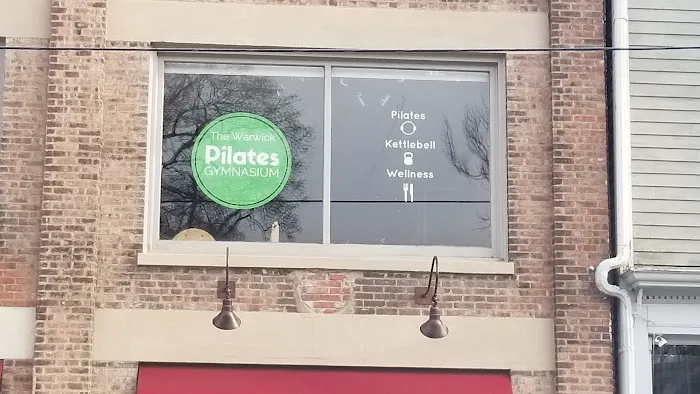 The Warwick
Pilates
GYMNASIUM
Pilates
Kettlebell
Wellness